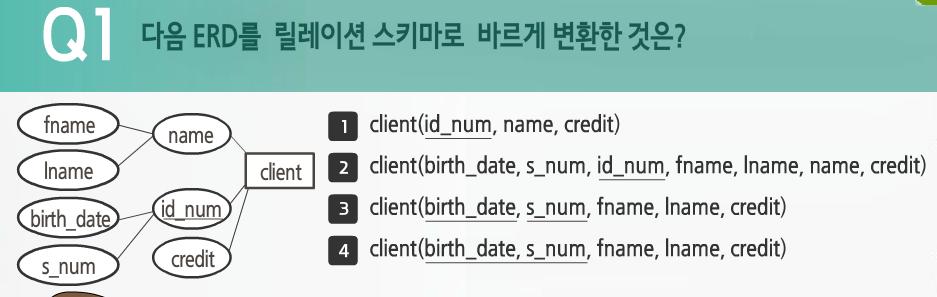 Q1 다음 ERD를 릴레이션 스키마로 바르게 변환한 것은?
fname
name
lname
client
birth_date
id_num
s_num
credit
1 client(id_num, name, credit)
2 client(birth_date, s_num, id_num, fname, lname, name, credit)
3 client(birth_date, s_num, fname, lname, credit)
4 client(birth_date, s_num, fname, lname, credit)